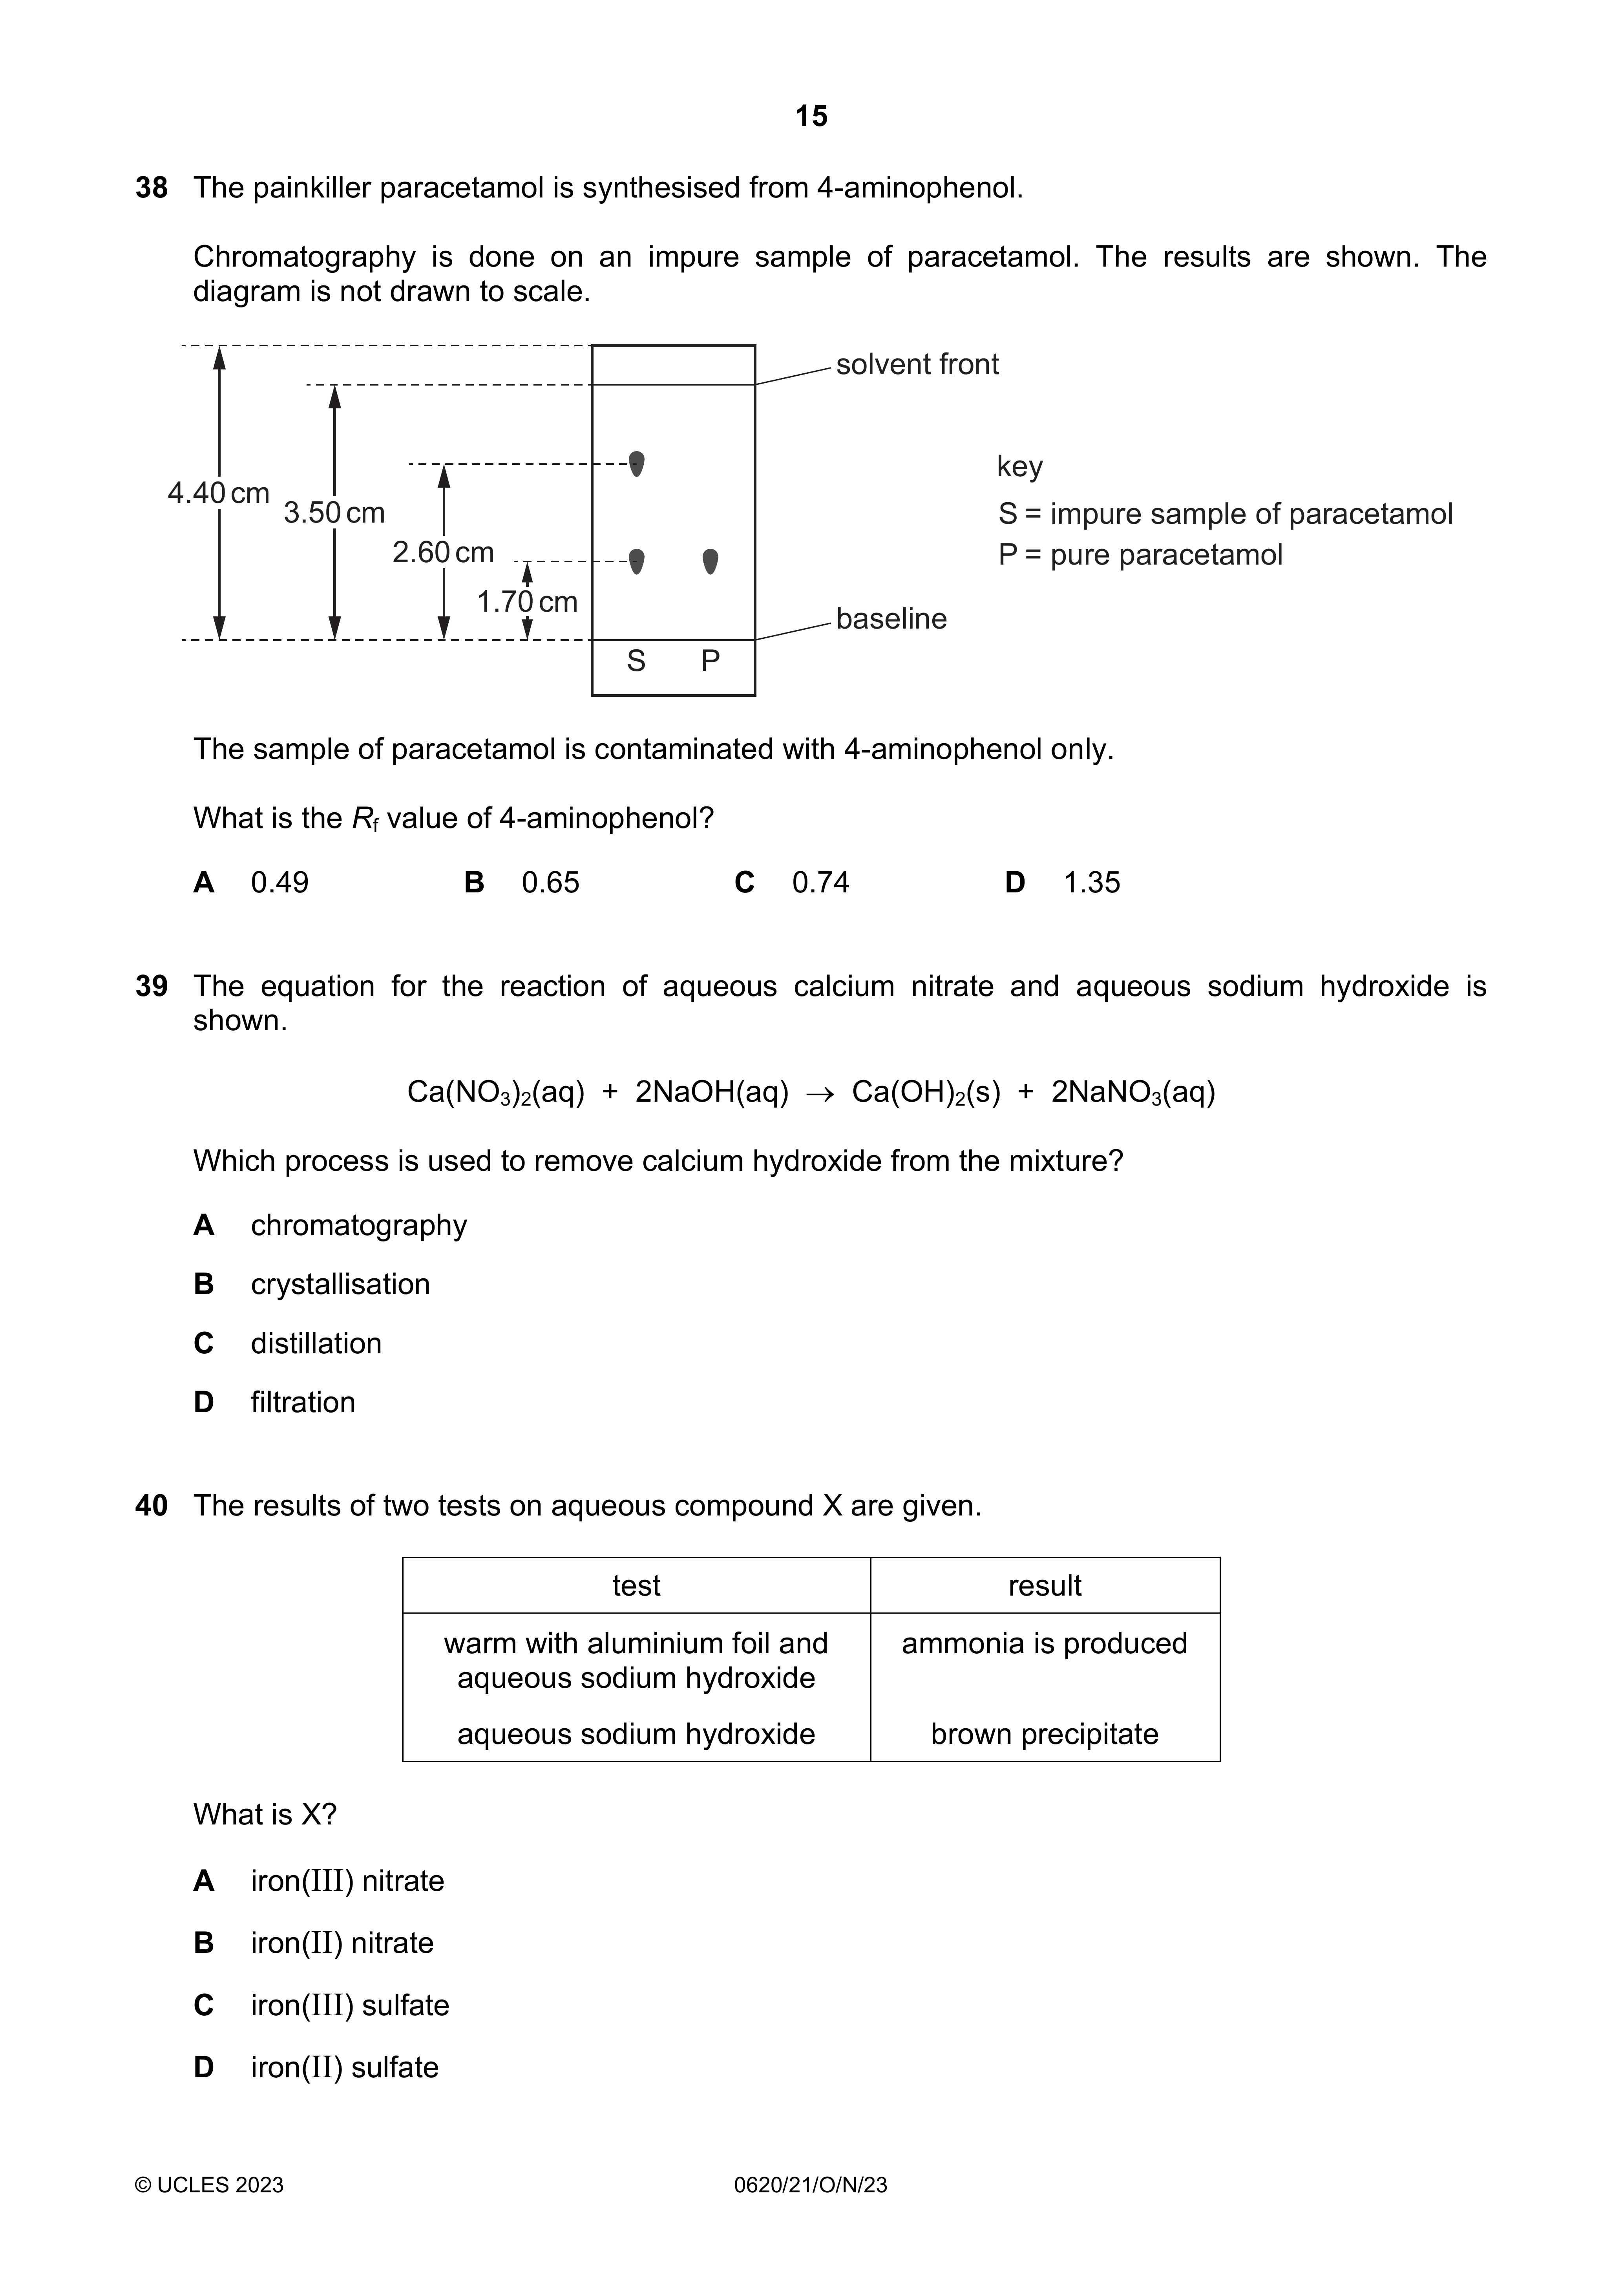 15
38 The painkiller paracetamol is synthesised from 4-aminophenol.
Chromatography is done on an impure sample of paracetamol. The results are shown. The
diagram is not drawn to scale.
solvent front
key
4.40 cm
3.50 cm
S = impure sample of paracetamol
2.60 cm
P = pure paracetamol
1.70 cm
baseline
S P
The sample of paracetamol is contaminated with 4-aminophenol only.
What is the Rf value of 4-aminophenol?
A 0.49 B 0.65 C 0.74 D 1.35
39 The equation for the reaction of aqueous calcium nitrate and aqueous sodium hydroxide is
shown.
Ca(NO₃)₂(aq) + 2NaOH(aq) → Ca(OH)₂(s) + 2NaNO₃(aq)
Which process is used to remove calcium hydroxide from the mixture?
A chromatography
B crystallisation
C distillation
D filtration
40 The results of two tests on aqueous compound X are given.
test result
warm with aluminium foil and ammonia is produced
aqueous sodium hydroxide
aqueous sodium hydroxide brown precipitate
What is X?
A iron(III) nitrate
B iron(II) nitrate
C iron(III) sulfate
D iron(II) sulfate
© UCLES 2023 0620/21/O/N/23